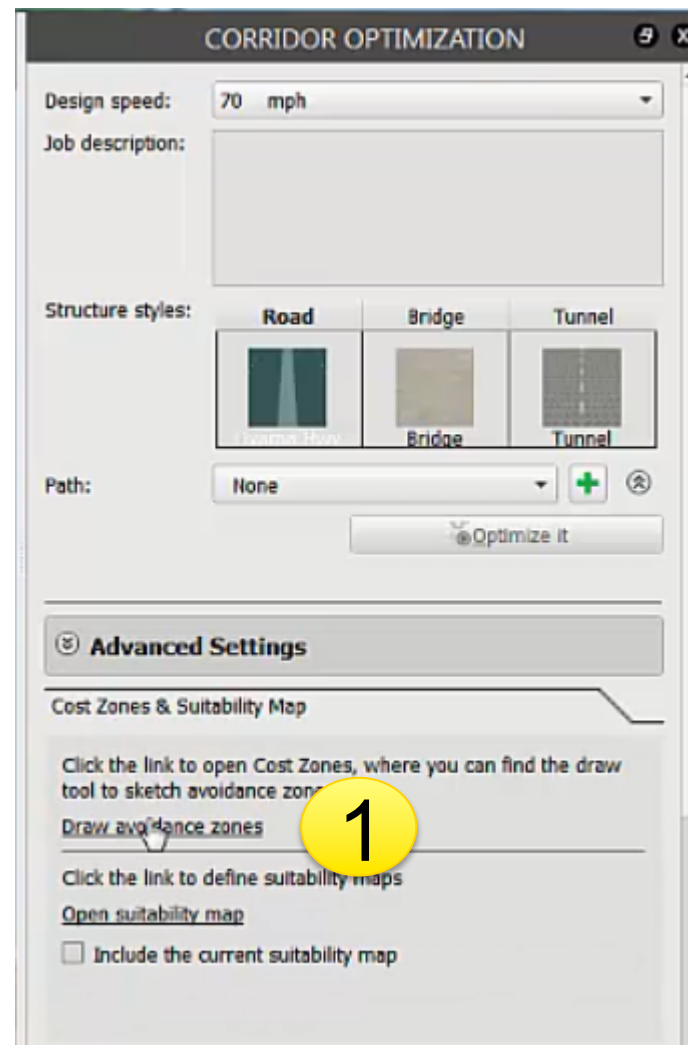 CORRIDOR OPTIMIZATION
Design speed: 70 mph
Job description:
Structure styles: Road Bridge Tunnel
Bridge Tunnel
Path: None
Optimize it
Advanced Settings
Cost Zones & Suitability Map
Click the link to open Cost Zones, where you can find the draw
tool to sketch avoidance
Draw avoidance zones
1
Click the link to define suitability maps
Open suitability map
Include the current suitability map